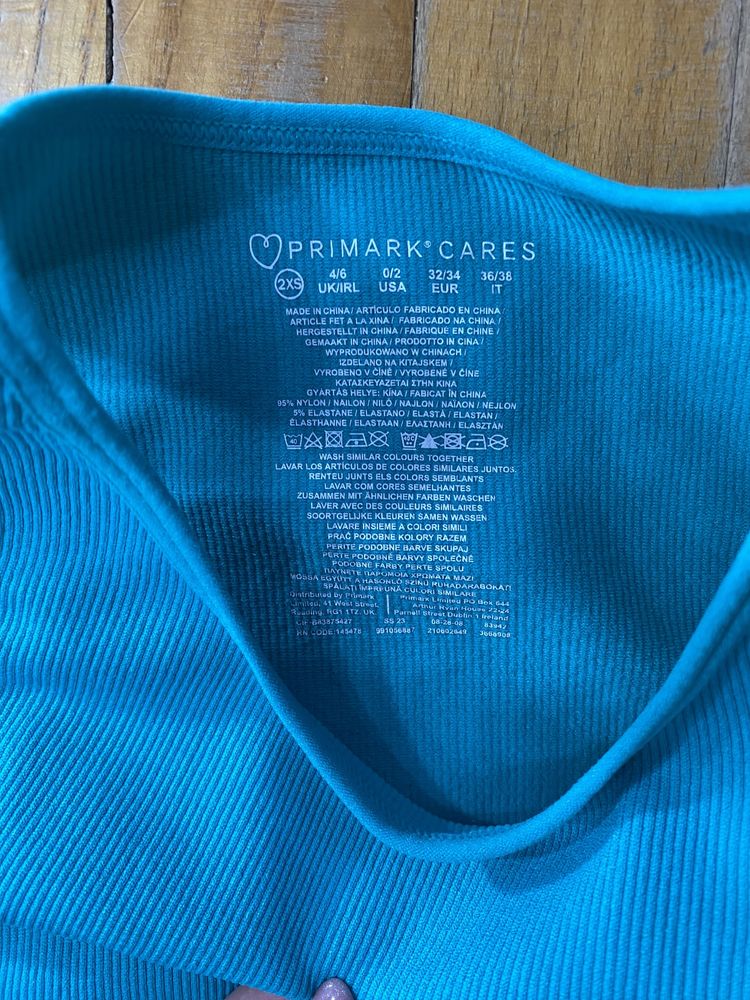 PRIMARK® CARES
2XS 4/6 0/2 32/34 36/38
UK/IRL USA EUR IT
MADE IN CHINA / ARTÍCULO FABRICADO EN CHINA /
ARTICLE FET A LA XINA / FABRICADO NA CHINA /
HERGESTELLT IN CHINA / FABRIQUÉ EN CHINE /
GEMAAKT IN CHINA / PRODOTTO IN CINA /
WYPRODUKOWANO W CHINACH /
IZDELANO NA KITAJSKEM /
VYROBENO V ČÍNĚ / VYROBENÉ V ČÍNE
ΚΑΤΑΣΚΕΥΑΖΕΤΑΙ ΣΤΗΝ ΚΙΝΑ
GYÁRTÁS HELYE: KÍNA / FABRICAT ÎN CHINA
95% NYLON / NAILON / NILÓ / NAJLON / ΝΑΪΛΟΝ / NEJLON
5% ELASTANE / ELASTANO / ELASTÀ / ELASTAN /
ÉLASTHANNE / ELASTAAN / ΕΛΑΣΤΑΝΗ / ELASZTÁN
40
WASH SIMILAR COLOURS TOGETHER
LAVAR LOS ARTÍCULOS DE COLORES SIMILARES JUNTOS
RENTEU JUNTS ELS COLORS SEMBLANTS
LAVAR COM CORES SEMELHANTES
ZUSAMMEN MIT ÄHNLICHEN FARBEN WASCHEN
LAVER AVEC DES COULEURS SIMILAIRES
SOORTGELIJKE KLEUREN SAMEN WASSEN
LAVARE INSIEME A COLORI SIMILI
PRAĆ PODOBNE KOLORY RAZEM
PERITE PODOBNE BARVE SKUPAJ
PERTE PODOBNÉ BARVY SPOLEČNĚ
PODOBNÉ FARBY PERTE SPOLU
ΠΛΥΝΕΤΕ ΠΑΡΟΜΟΙΑ ΧΡΩΜΑΤΑ ΜΑΖΙ
MOSSA EGYÜTT A HASONLÓ SZÍNŰ RUHADARABOKAT
SPĂLAȚI ÎMPREUNĂ CULORI SIMILARE
Distributed by Primark Primark Limited PO Box 644
Limited, 41 West Street, Arthur Ryan House 22-24
Reading, RG1 1TZ, UK. Parnell Street Dublin 1 Ireland
CIF-B83875427 SS 23 08-28-08 83942
RN CODE:145478 991056887 210602649 3668908